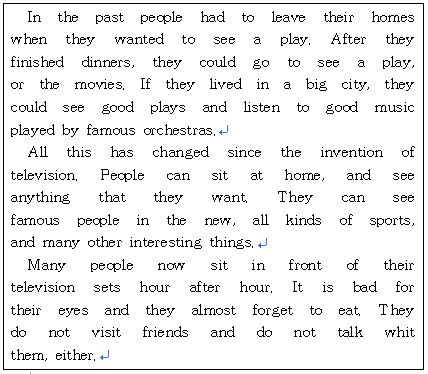 In the past people had to leave their homes
when they wanted to see a play. After they
finished dinners, they could go to see a play,
or the movies. If they lived in a big city, they
could see good plays and listen to good music
played by famous orchestras.
All this has changed since the invention of
television. People can sit at home, and see
anything that they want. They can see
famous people in the new, all kinds of sports,
and many other interesting things.
Many people now sit in front of their
television sets hour after hour. It is bad for
their eyes and they almost forget to eat. They
do not visit friends and do not talk whit
them, either.